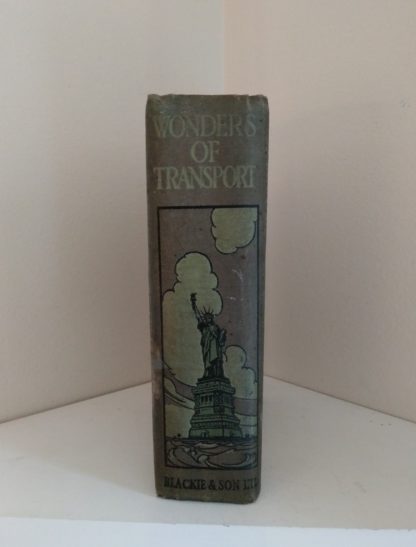 WONDERS
OF
TRANSPORT
BLACKIE & SON LTD